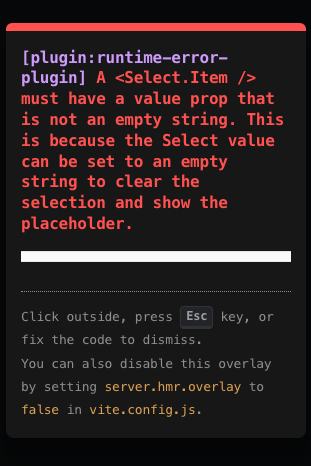 [plugin:runtime-error-
plugin] A <Select.Item />
must have a value prop that
is not an empty string. This
is because the Select value
can be set to an empty
string to clear the
selection and show the
placeholder.
Click outside, press Esc key, or
fix the code to dismiss.
You can also disable this overlay
by setting server.hmr.overlay to
false in vite.config.js.